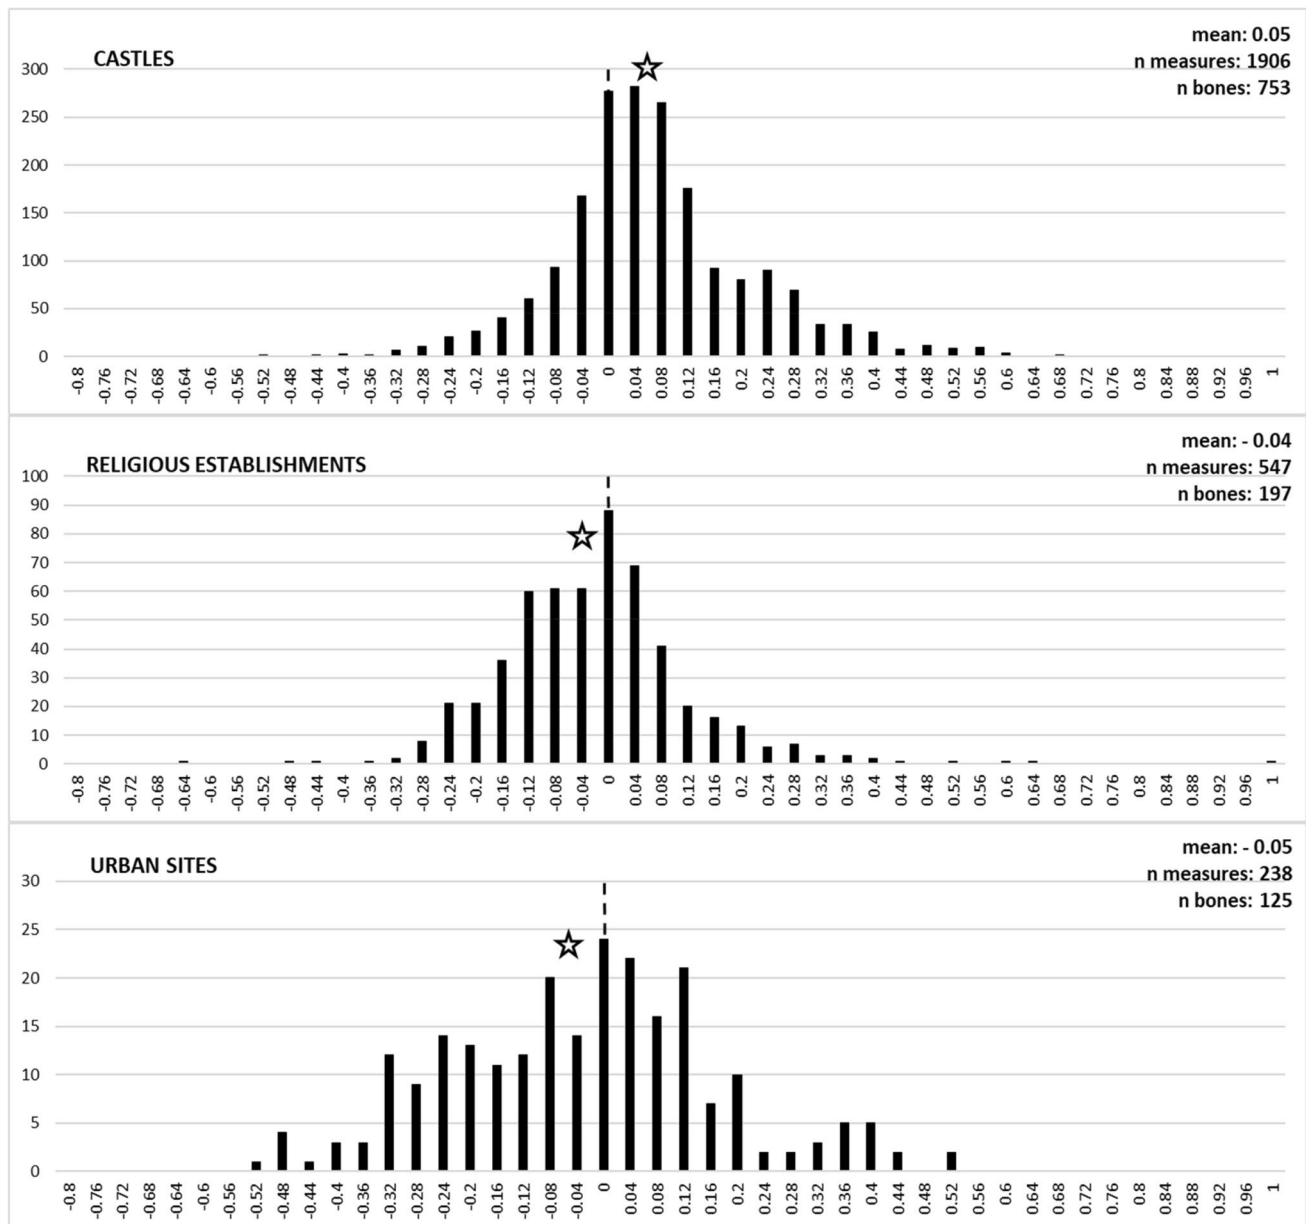 CASTLES
mean: 0.05
n measures: 1906
n bones: 753
300
250
200
150
100
50
0
-0.8 -0.76 -0.72 -0.68 -0.64 -0.6 -0.56 -0.52 -0.48 -0.44 -0.4 -0.36 -0.32 -0.28 -0.24 -0.2 -0.16 -0.12 -0.08 -0.04 0 0.04 0.08 0.12 0.16 0.2 0.24 0.28 0.32 0.36 0.4 0.44 0.48 0.52 0.56 0.6 0.64 0.68 0.72 0.76 0.8 0.84 0.88 0.92 0.96 1
RELIGIOUS ESTABLISHMENTS
mean: - 0.04
n measures: 547
n bones: 197
100
90
80
70
60
50
40
30
20
10
0
-0.8 -0.76 -0.72 -0.68 -0.64 -0.6 -0.56 -0.52 -0.48 -0.44 -0.4 -0.36 -0.32 -0.28 -0.24 -0.2 -0.16 -0.12 -0.08 -0.04 0 0.04 0.08 0.12 0.16 0.2 0.24 0.28 0.32 0.36 0.4 0.44 0.48 0.52 0.56 0.6 0.64 0.68 0.72 0.76 0.8 0.84 0.88 0.92 0.96 1
URBAN SITES
mean: - 0.05
n measures: 238
n bones: 125
30
25
20
15
10
5
0
-0.8 -0.76 -0.72 -0.68 -0.64 -0.6 -0.56 -0.52 -0.48 -0.44 -0.4 -0.36 -0.32 -0.28 -0.24 -0.2 -0.16 -0.12 -0.08 -0.04 0 0.04 0.08 0.12 0.16 0.2 0.24 0.28 0.32 0.36 0.4 0.44 0.48 0.52 0.56 0.6 0.64 0.68 0.72 0.76 0.8 0.84 0.88 0.92 0.96 1